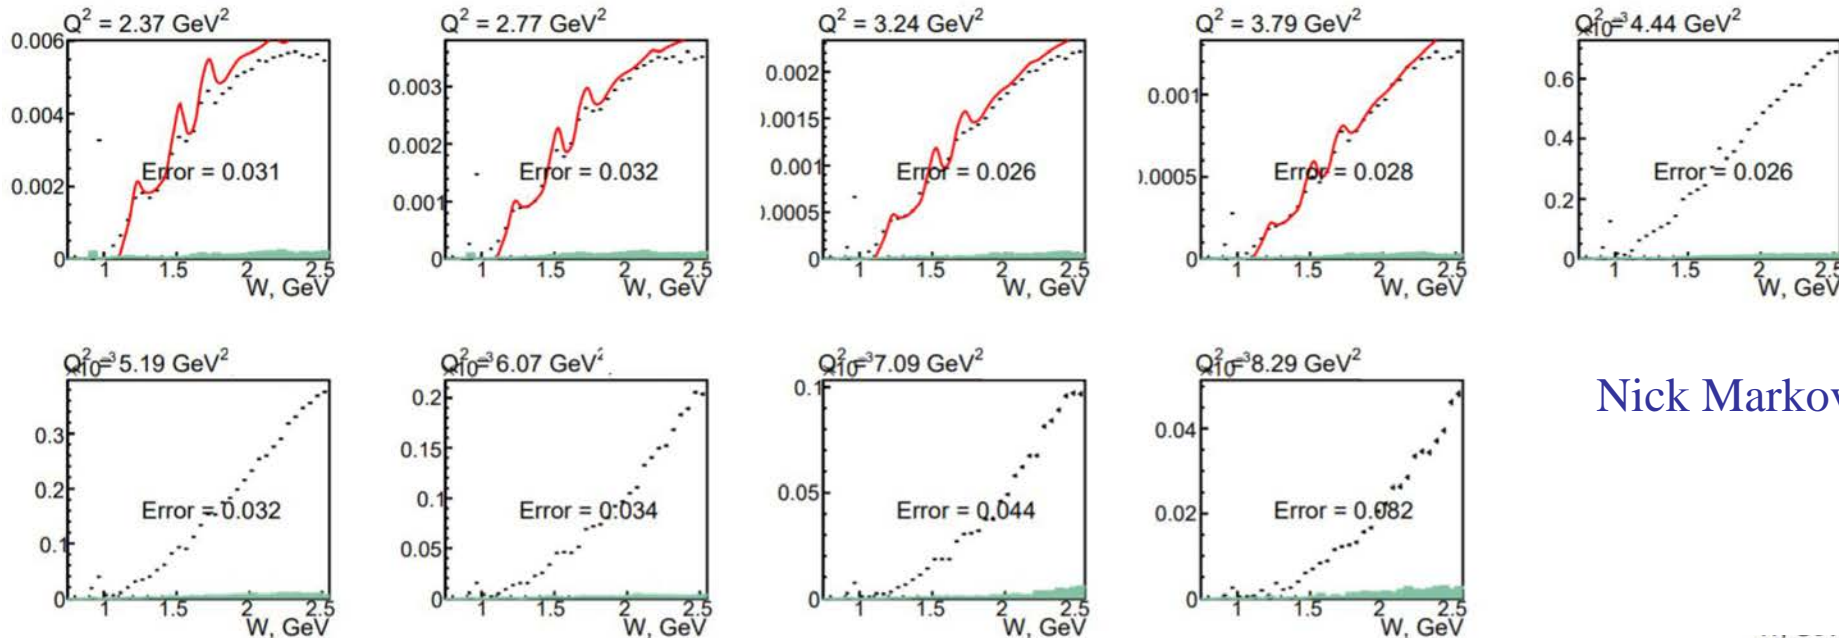 Q² = 2.37 GeV²
0.006
0.004
0.002
0
Error = 0.031
1
1.5
2
2.5
W, GeV
Q² = 2.77 GeV²
0.003
0.002
0.001
0
Error = 0.032
1
1.5
2
2.5
W, GeV
Q² = 3.24 GeV²
0.002
0.0015
0.001
0.0005
0
Error = 0.026
1
1.5
2
2.5
W, GeV
Q² = 3.79 GeV²
0.001
0.0005
0
Error = 0.028
1
1.5
2
2.5
W, GeV
Q² = 4.44 GeV²
×10⁻³
0.6
0.4
0.2
0
Error = 0.026
1
1.5
2
2.5
W, GeV
Q² = 5.19 GeV²
×10⁻³
0.3
0.2
0.1
0
Error = 0.032
1
1.5
2
2.5
W, GeV
Q² = 6.07 GeV²
×10⁻³
0.2
0.15
0.1
0.05
0
Error = 0.034
1
1.5
2
2.5
W, GeV
Q² = 7.09 GeV²
×10⁻³
0.1
0.05
0
Error = 0.044
1
1.5
2
2.5
W, GeV
Q² = 8.29 GeV²
×10⁻³
0.04
0.02
0
Error = 0.082
1
1.5
2
2.5
W, GeV
Nick Markov